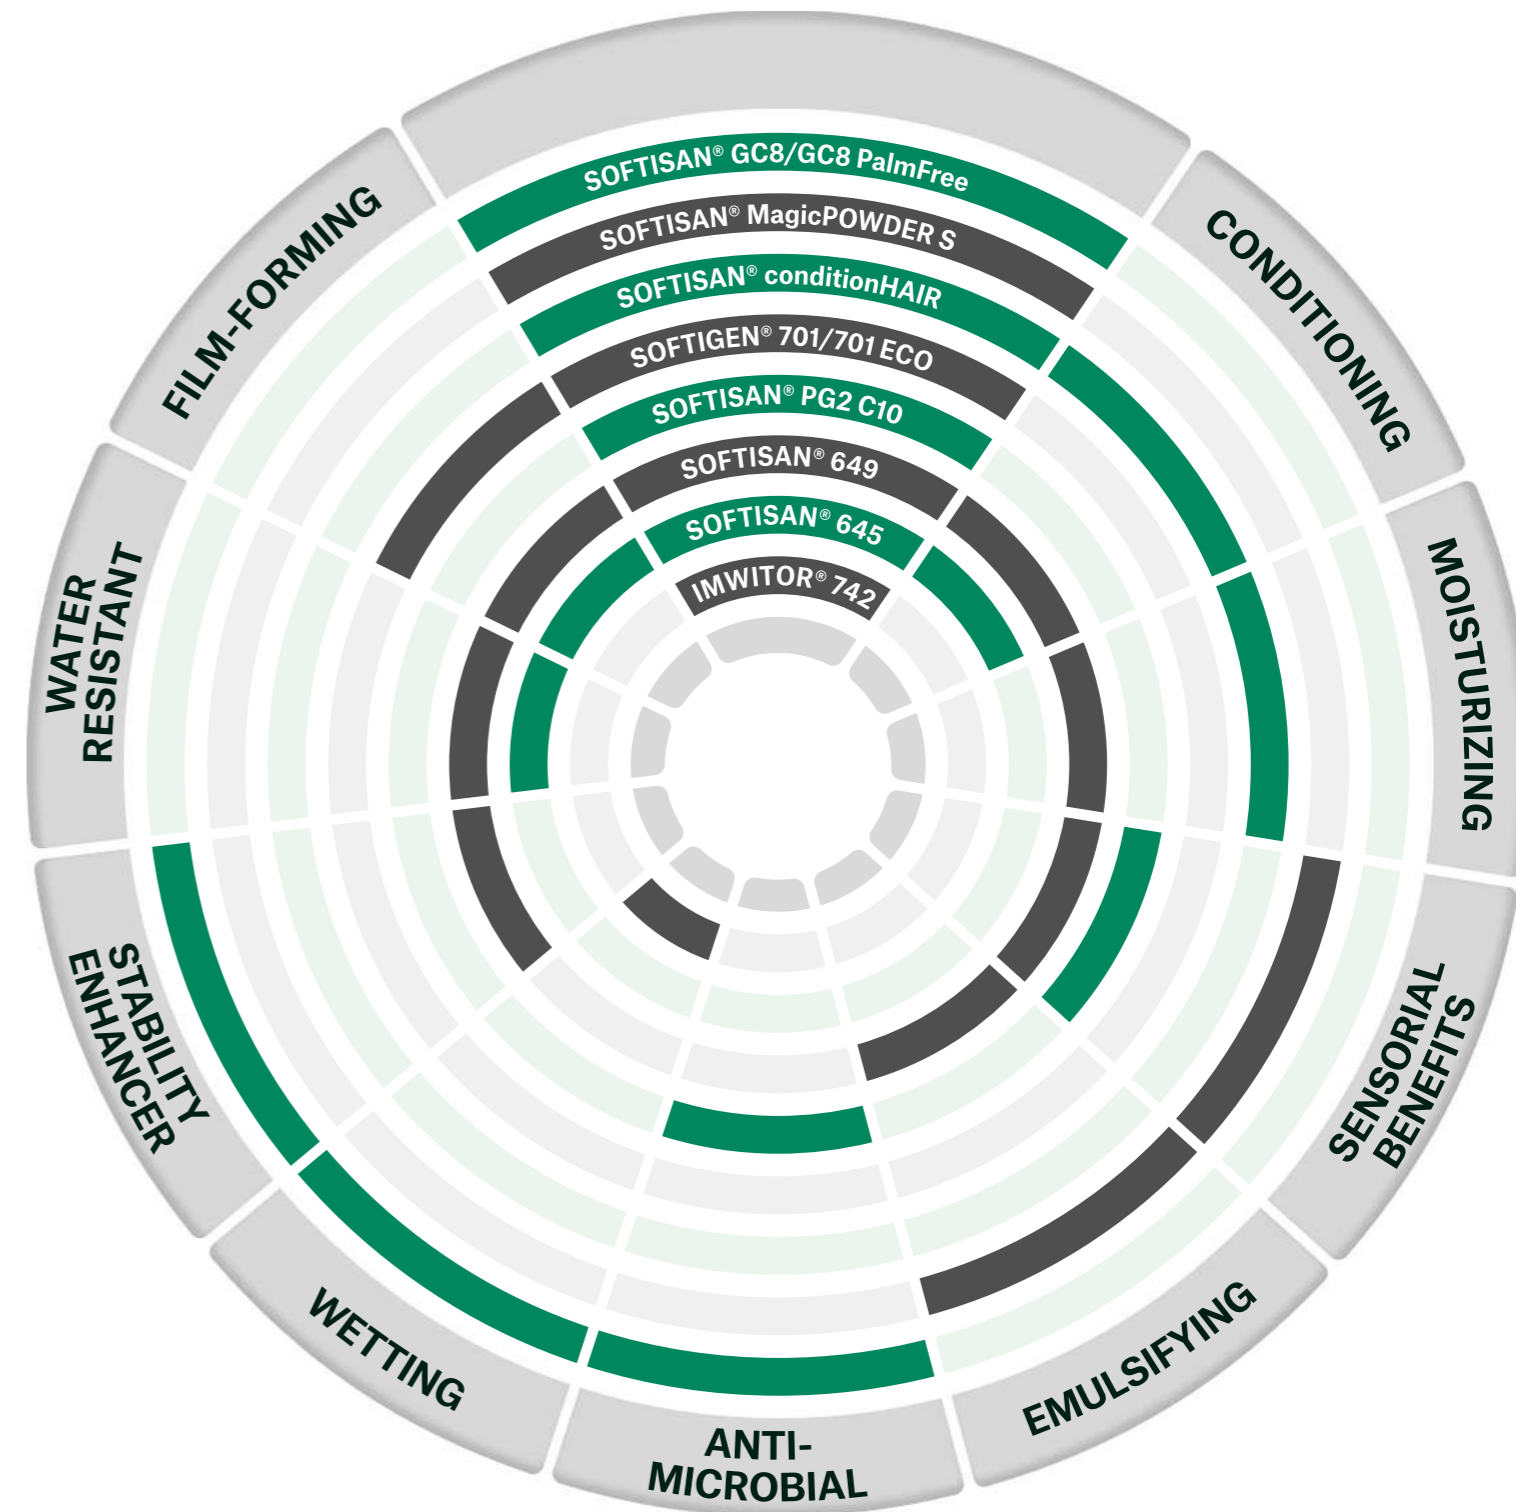 SOFTISAN® GC8/GC8 PalmFree
SOFTISAN® MagicPOWDER S
SOFTISAN® conditionHAIR
SOFTIGEN® 701/701 ECO
SOFTISAN® PG2 C10
SOFTISAN® 649
SOFTISAN® 645
IMWITOR® 742
CONDITIONING
MOISTURIZING
SENSORIAL
BENEFITS
EMULSIFYING
ANTI-
MICROBIAL
WETTING
STABILITY
ENHANCER
WATER
RESISTANT
FILM-FORMING